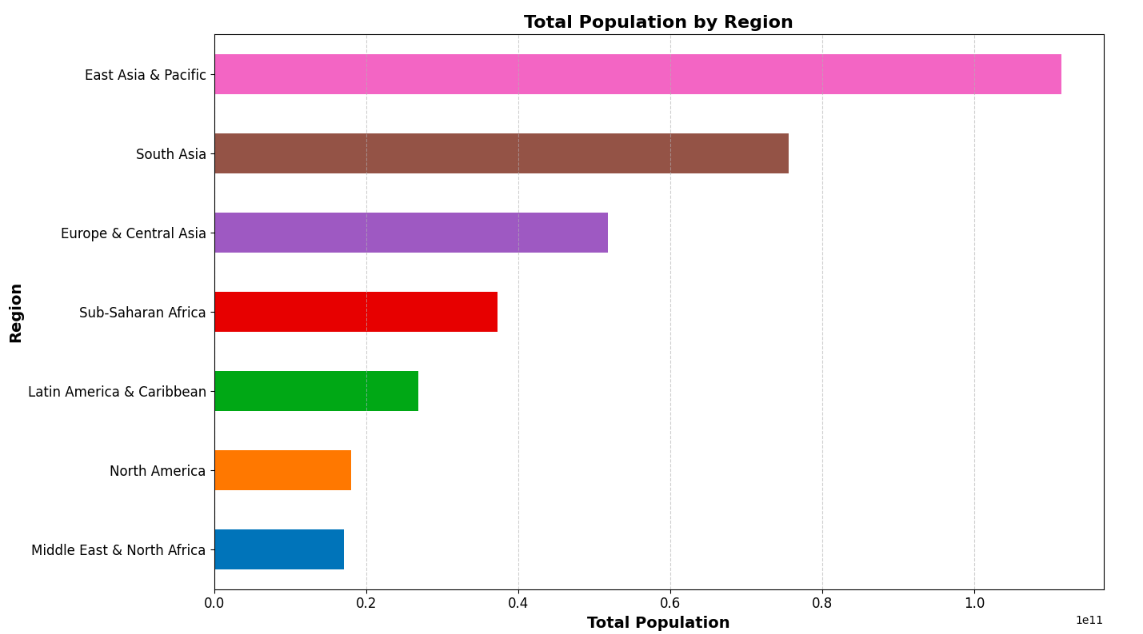 Total Population by Region
East Asia & Pacific
South Asia
Europe & Central Asia
Sub-Saharan Africa
Latin America & Caribbean
North America
Middle East & North Africa
Region
0.0 0.2 0.4 0.6 0.8 1.0
1e11
Total Population